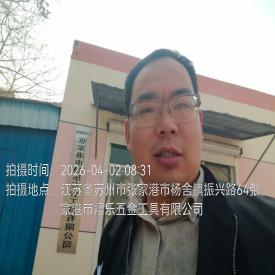 拍摄时间：2026-04-02 08:31
拍摄地点：江苏省苏州市张家港市杨舍镇振兴路64张
家港市翔乐五金工具有限公司